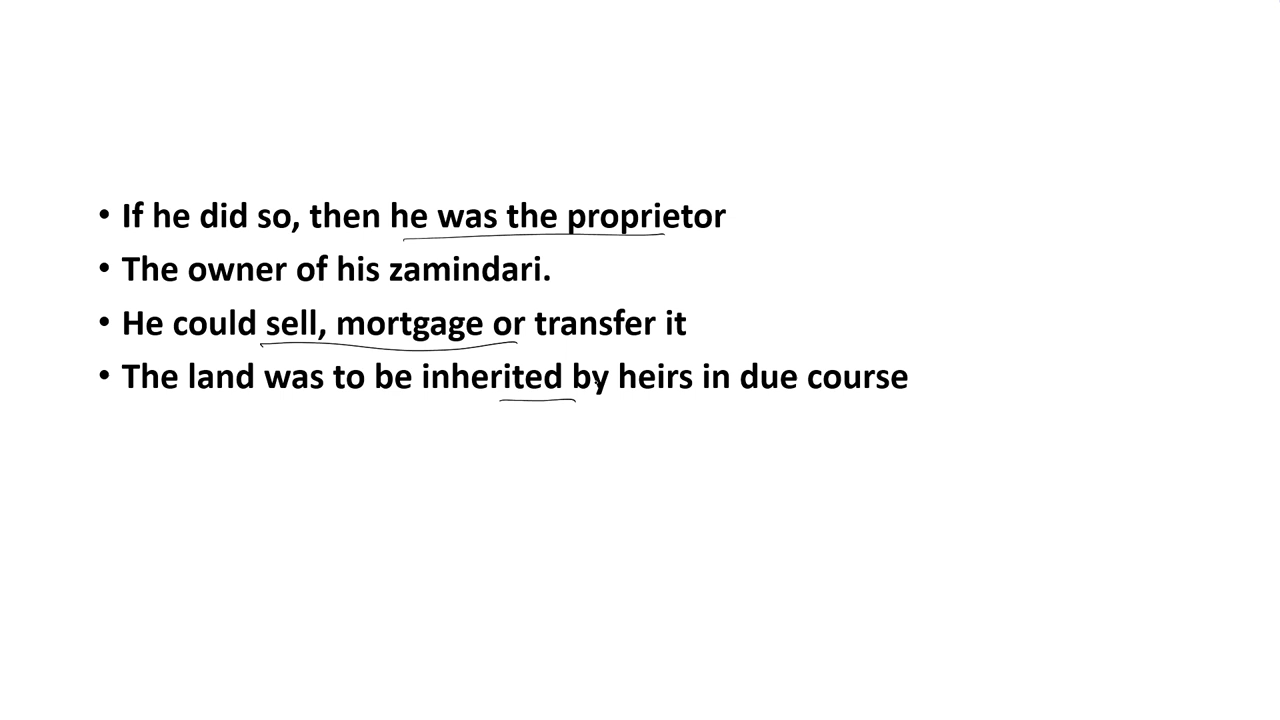 • If he did so, then he was the proprietor
• The owner of his zamindari.
• He could sell, mortgage or transfer it
• The land was to be inherited by heirs in due course